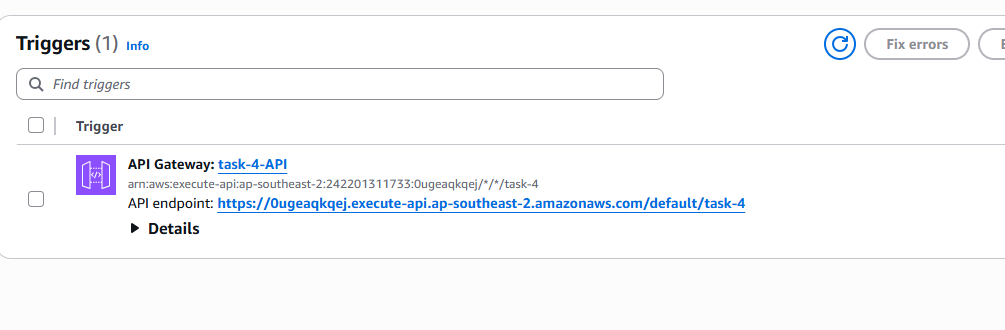 Triggers (1) Info
Fix errors
Find triggers
Trigger
API Gateway: task-4-API
arn:aws:execute-api:ap-southeast-2:242201311733:0ugeaqkqej/*/*/task-4
API endpoint: https://0ugeaqkqej.execute-api.ap-southeast-2.amazonaws.com/default/task-4
Details